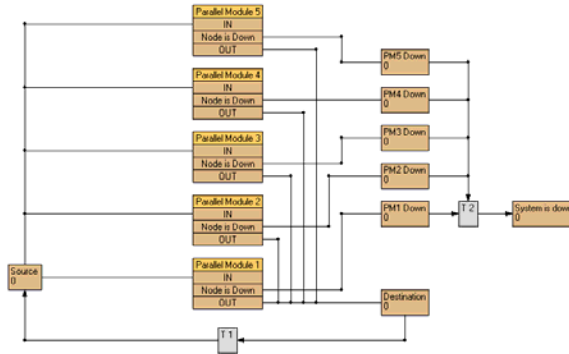 Parallel Module 5
IN
Node is Down
OUT
PM5 Down
0
Parallel Module 4
IN
Node is Down
OUT
PM4 Down
0
Parallel Module 3
IN
Node is Down
OUT
PM3 Down
0
Parallel Module 2
IN
Node is Down
OUT
PM2 Down
0
PM1 Down
0
T 2
System is down
0
Source
0
Parallel Module 1
IN
Node is Down
OUT
Destination
0
T 1